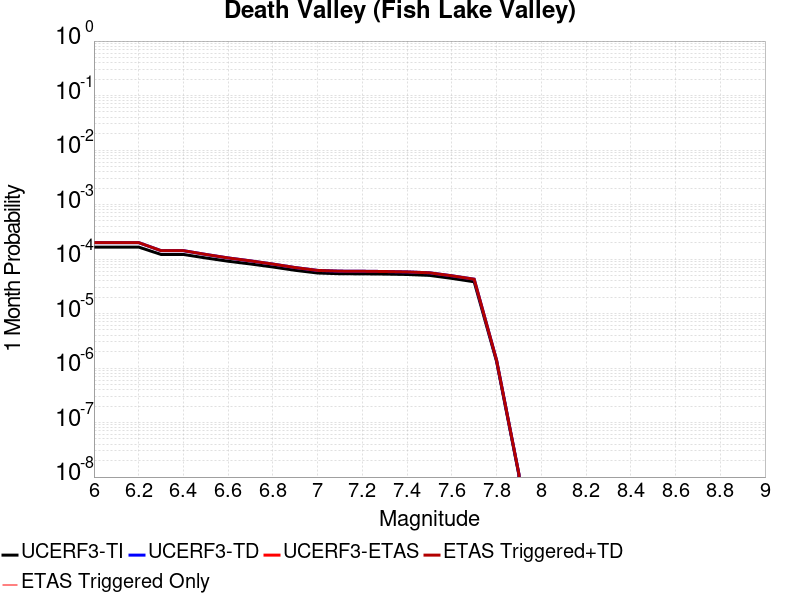 Death Valley (Fish Lake Valley)
10^0
10^-1
10^-2
10^-3
10^-4
10^-5
10^-6
10^-7
10^-8
1 Month Probability
6 6.2 6.4 6.6 6.8 7 7.2 7.4 7.6 7.8 8 8.2 8.4 8.6 8.8 9
Magnitude
UCERF3-TI UCERF3-TD UCERF3-ETAS ETAS Triggered+TD
ETAS Triggered Only